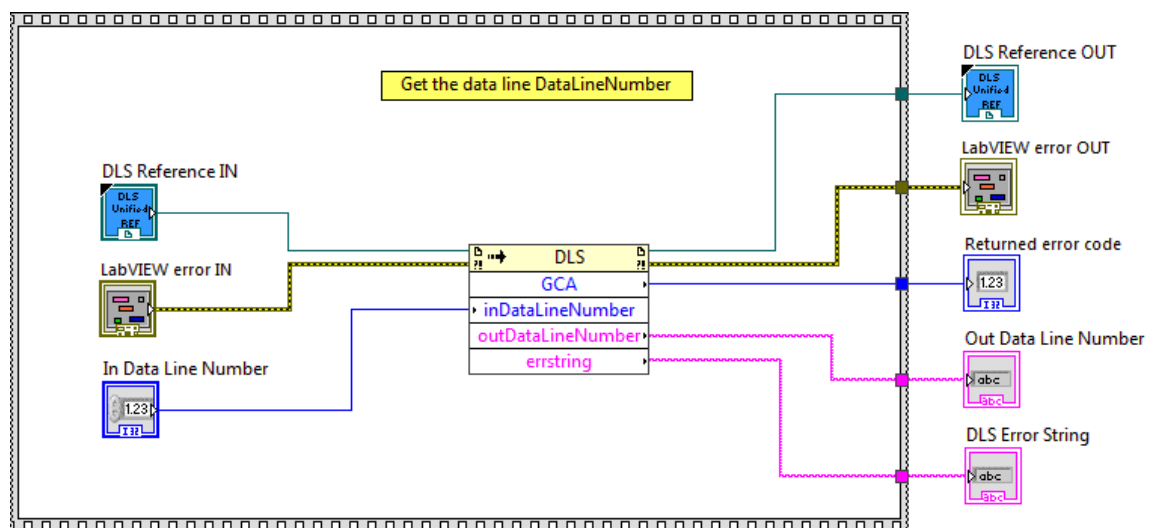 DLS Reference OUT
DLS
Unified
REF
Get the data line DataLineNumber
LabVIEW error OUT
DLS Reference IN
DLS
Unified
REF
Returned error code
1.23
I32
LabVIEW error IN
DLS
GCA
inDataLineNumber
outDataLineNumber
errstring
Out Data Line Number
abc
abc
In Data Line Number
1.23
I32
DLS Error String
abc
abc